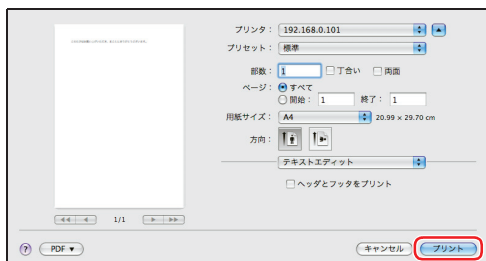 プリンタ： 192.168.0.101
プリセット： 標準
部数： 1 丁合い 両面
ページ： すべて
開始： 1 終了： 1
用紙サイズ： A4 20.99 x 29.70 cm
方向：
テキストエディット
ヘッダとフッタをプリント
1/1
? PDF ▼ キャンセル プリント